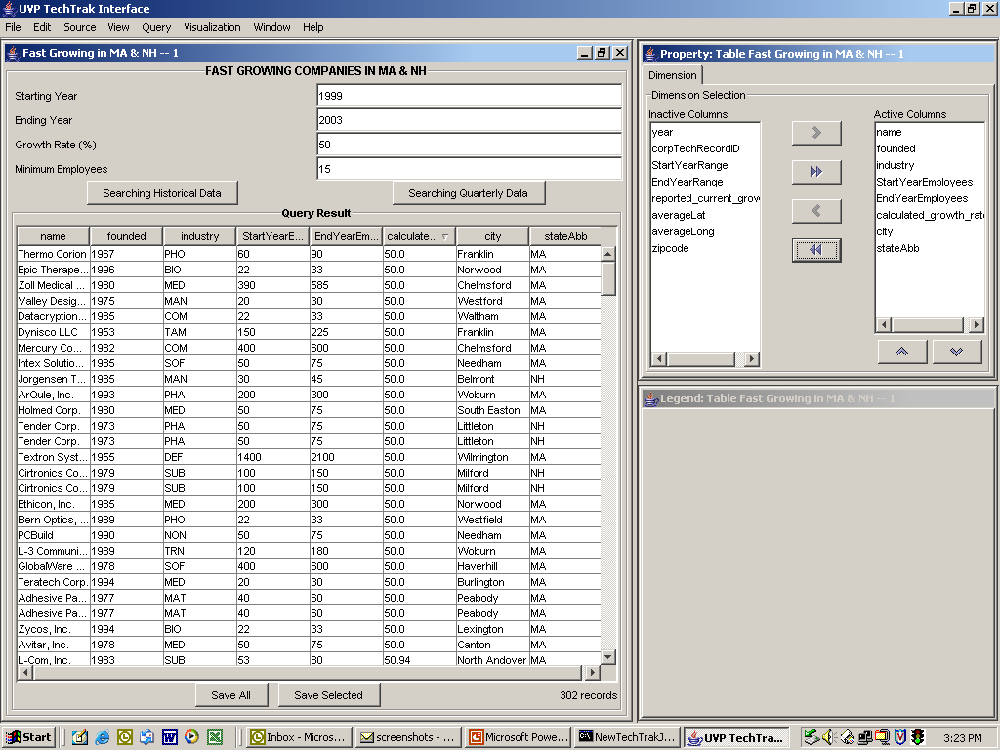 UVP TechTrak Interface
File Edit Source View Query Visualization Window Help
Fast Growing in MA & NH -- 1
FAST GROWING COMPANIES IN MA & NH
Starting Year 1999
Ending Year 2003
Growth Rate (%) 50
Minimum Employees 15
Searching Historical Data Searching Quarterly Data
Query Result
name founded industry StartYearE... EndYearEm... calculate... city stateAbb
Thermo Corion 1967 PHO 60 90 50.0 Franklin MA
Epic Therape... 1996 BIO 22 33 50.0 Norwood MA
Zoll Medical ... 1980 MED 390 585 50.0 Chelmsford MA
Valley Desig... 1975 MAN 20 30 50.0 Westford MA
Datacryption... 1985 COM 22 33 50.0 Waltham MA
Dynisco LLC 1953 TAM 150 225 50.0 Franklin MA
Mercury Co... 1982 COM 400 600 50.0 Chelmsford MA
Intex Solutio... 1985 SOF 50 75 50.0 Needham MA
Jorgensen T... 1985 MAN 30 45 50.0 Belmont NH
ArQule, Inc. 1993 PHA 200 300 50.0 Woburn MA
Holmed Corp. 1980 MED 50 75 50.0 South Easton MA
Tender Corp. 1973 PHA 50 75 50.0 Littleton NH
Tender Corp. 1973 PHA 50 75 50.0 Littleton NH
Textron Syst... 1955 DEF 1400 2100 50.0 Wilmington MA
Cirtronics Co... 1979 SUB 100 150 50.0 Milford NH
Cirtronics Co... 1979 SUB 100 150 50.0 Milford NH
Ethicon, Inc. 1985 MED 200 300 50.0 Norwood MA
Bern Optics, ... 1989 PHO 22 33 50.0 Westfield MA
PCBuild 1990 NON 50 75 50.0 Needham MA
L-3 Communi... 1989 TRN 120 180 50.0 Woburn MA
GlobalWare ... 1978 SOF 400 600 50.0 Haverhill MA
Teratech Corp. 1994 MED 20 30 50.0 Burlington MA
Adhesive Pa... 1977 MAT 40 60 50.0 Peabody MA
Adhesive Pa... 1977 MAT 40 60 50.0 Peabody MA
Zycos, Inc. 1994 BIO 22 33 50.0 Lexington MA
Avitar, Inc. 1978 MED 50 75 50.0 Canton MA
L-Com, Inc. 1983 SUB 53 80 50.94 North Andover MA
Save All Save Selected 302 records
Property: Table Fast Growing in MA & NH -- 1
Dimension
Dimension Selection
Inactive Columns
year
corpTechRecordID
StartYearRange
EndYearRange
reported_current_grov
averageLat
averageLong
zipcode
Active Columns
name
founded
industry
StartYearEmployees
EndYearEmployees
calculated_growth_rat
city
stateAbb
Legend: Table Fast Growing in MA & NH -- 1
Start Inbox - Micros... screenshots - ... Microsoft Powe... NewTechTrakJ... UVP TechTra... 3:23 PM